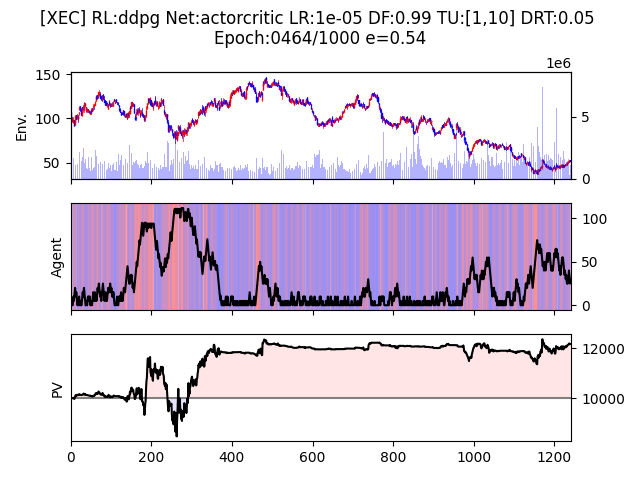 [XEC] RL:ddpg Net:actorcritic LR:1e-05 DF:0.99 TU:[1,10] DRT:0.05
Epoch:0464/1000 e=0.54
1e6
150
100
50
Env.
5
0
Agent
100
50
0
PV
12000
10000
0 200 400 600 800 1000 1200